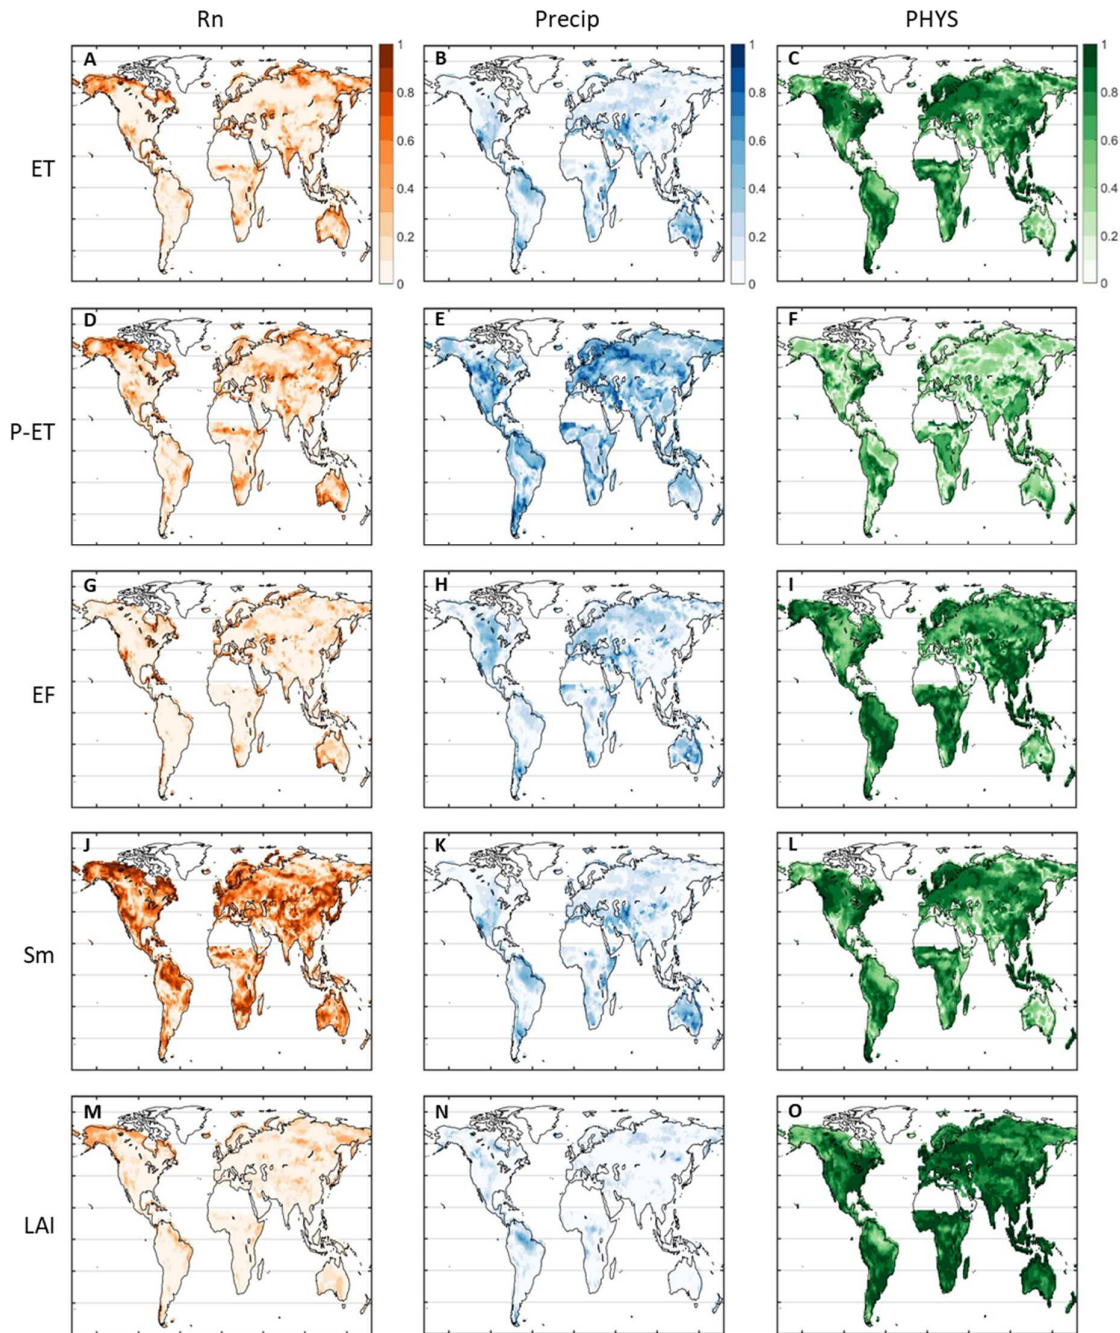 Rn Precip PHYS
A B C
1 1 1
0.8 0.8 0.8
0.6 0.6 0.6
ET
0.4 0.4 0.4
0.2 0.2 0.2
0 0 0
D E F
P-ET
G H I
EF
J K L
Sm
M N O
LAI